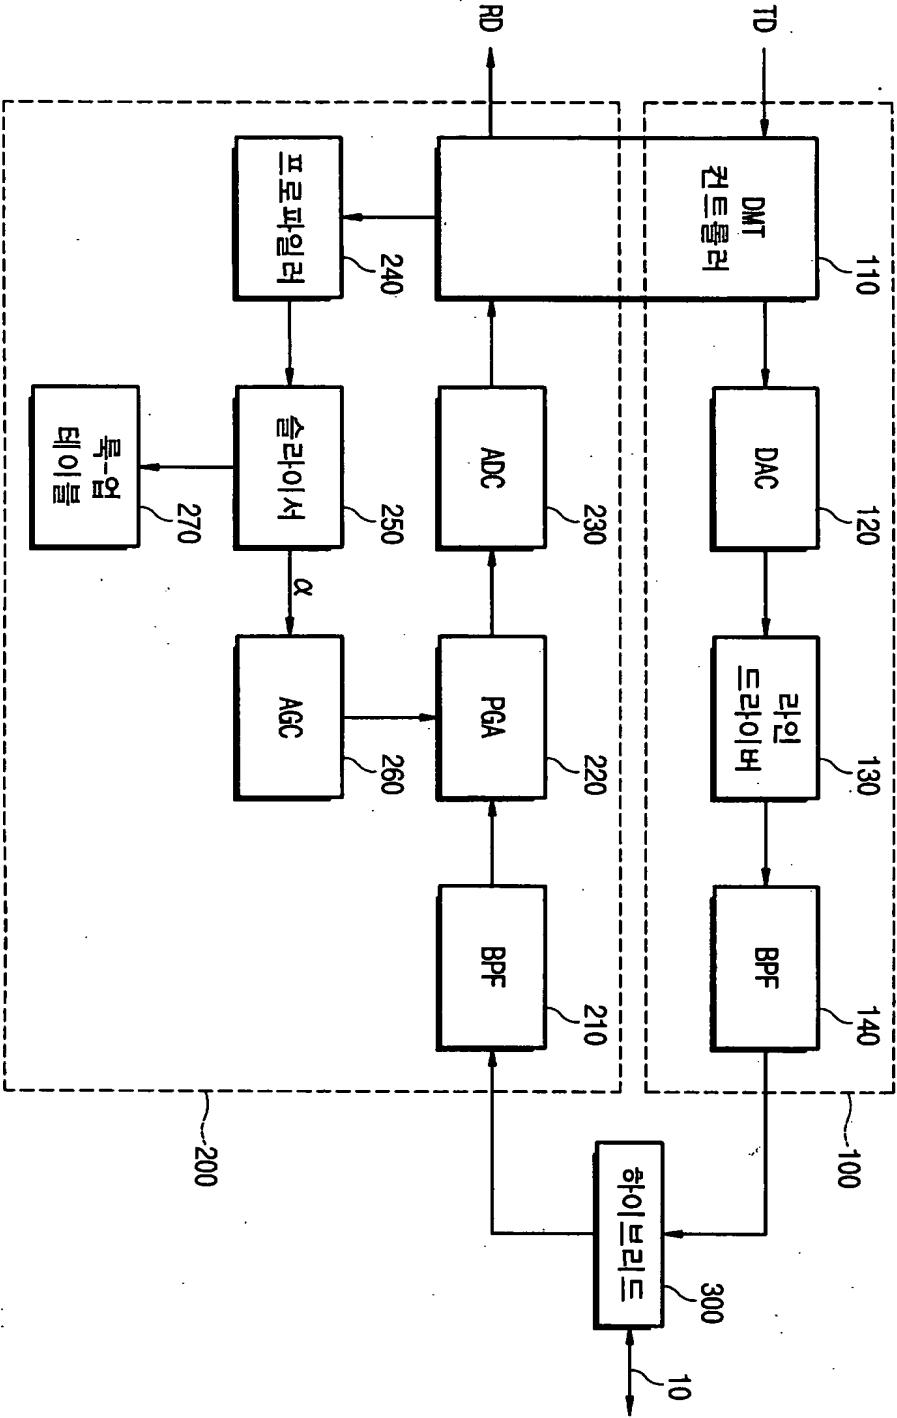 TD
DMT
컨트롤러
110
DAC
120
라인
드라이버
130
BPF
140
100
RD
ADC
230
PGA
220
BPF
210
하이브리드
300
10
프로파일러
240
슬라이서
250
α
AGC
260
룩-업
테이블
270
200